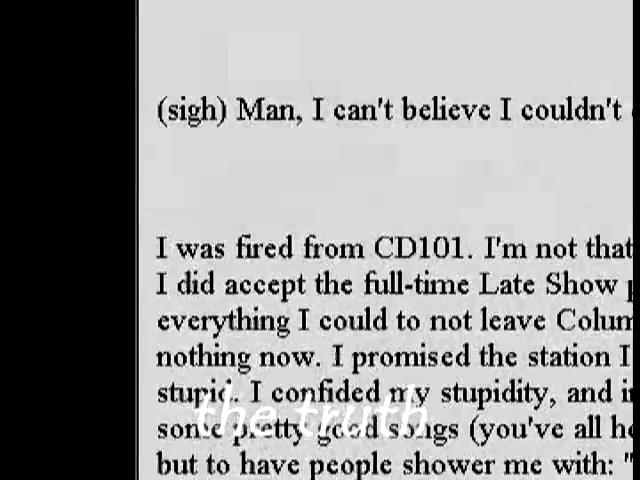 (sigh) Man, I can't believe I couldn't
I was fired from CD101. I'm not that
I did accept the full-time Late Show
everything I could to not leave Colum
nothing now. I promised the station I
stupid. I confided my stupidity, and i
the truth
some pretty good songs (you've all he
but to have people shower me with: "